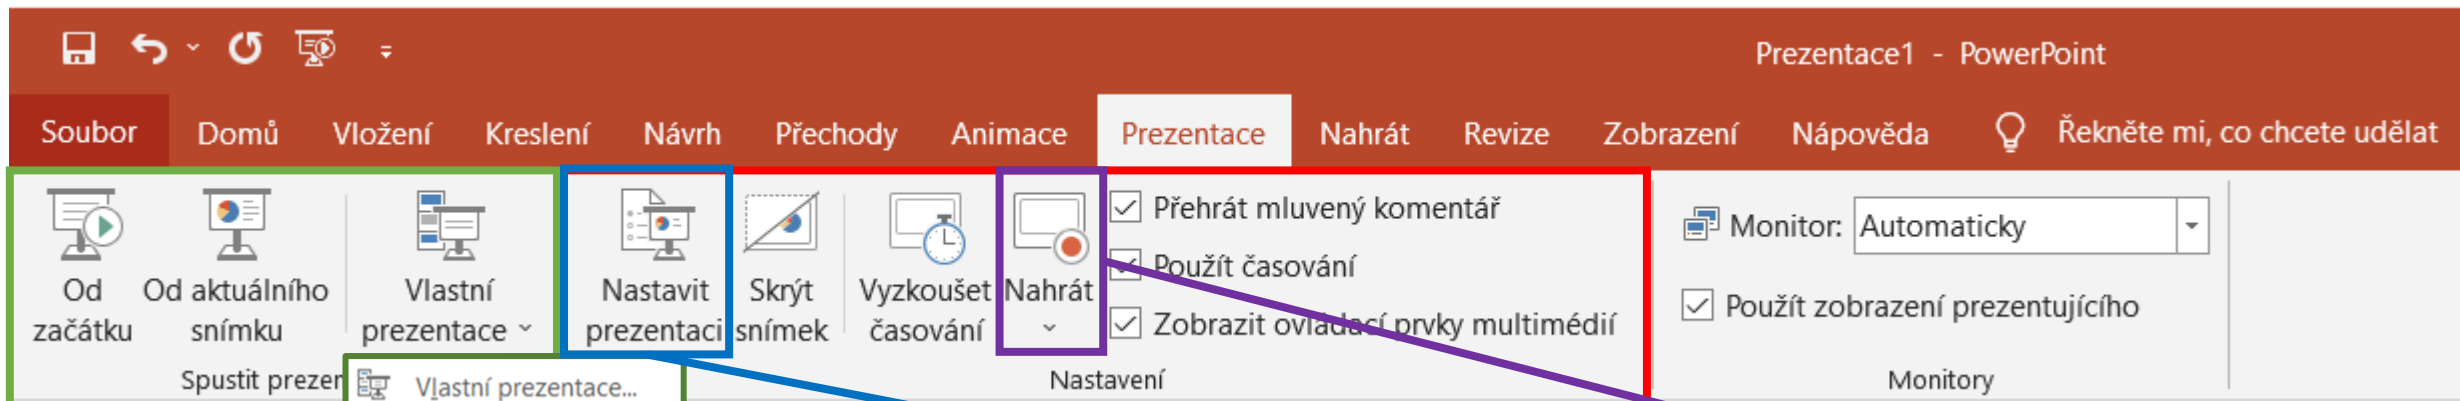 Prezentace1 - PowerPoint
Soubor Domů Vložení Kreslení Návrh Přechody Animace Prezentace Nahrát Revize Zobrazení Nápověda Řekněte mi, co chcete udělat
Od začátku
Od aktuálního snímku
Vlastní prezentace
Nastavit prezentaci
Skrýt snímek
Vyzkoušet časování
Nahrát
Přehrát mluvený komentář
Použít časování
Zobrazit ovládací prvky multimédií
Monitor: Automaticky
Použít zobrazení prezentujícího
Spustit
Vlastní prezentace...
Nastavení
Monitory